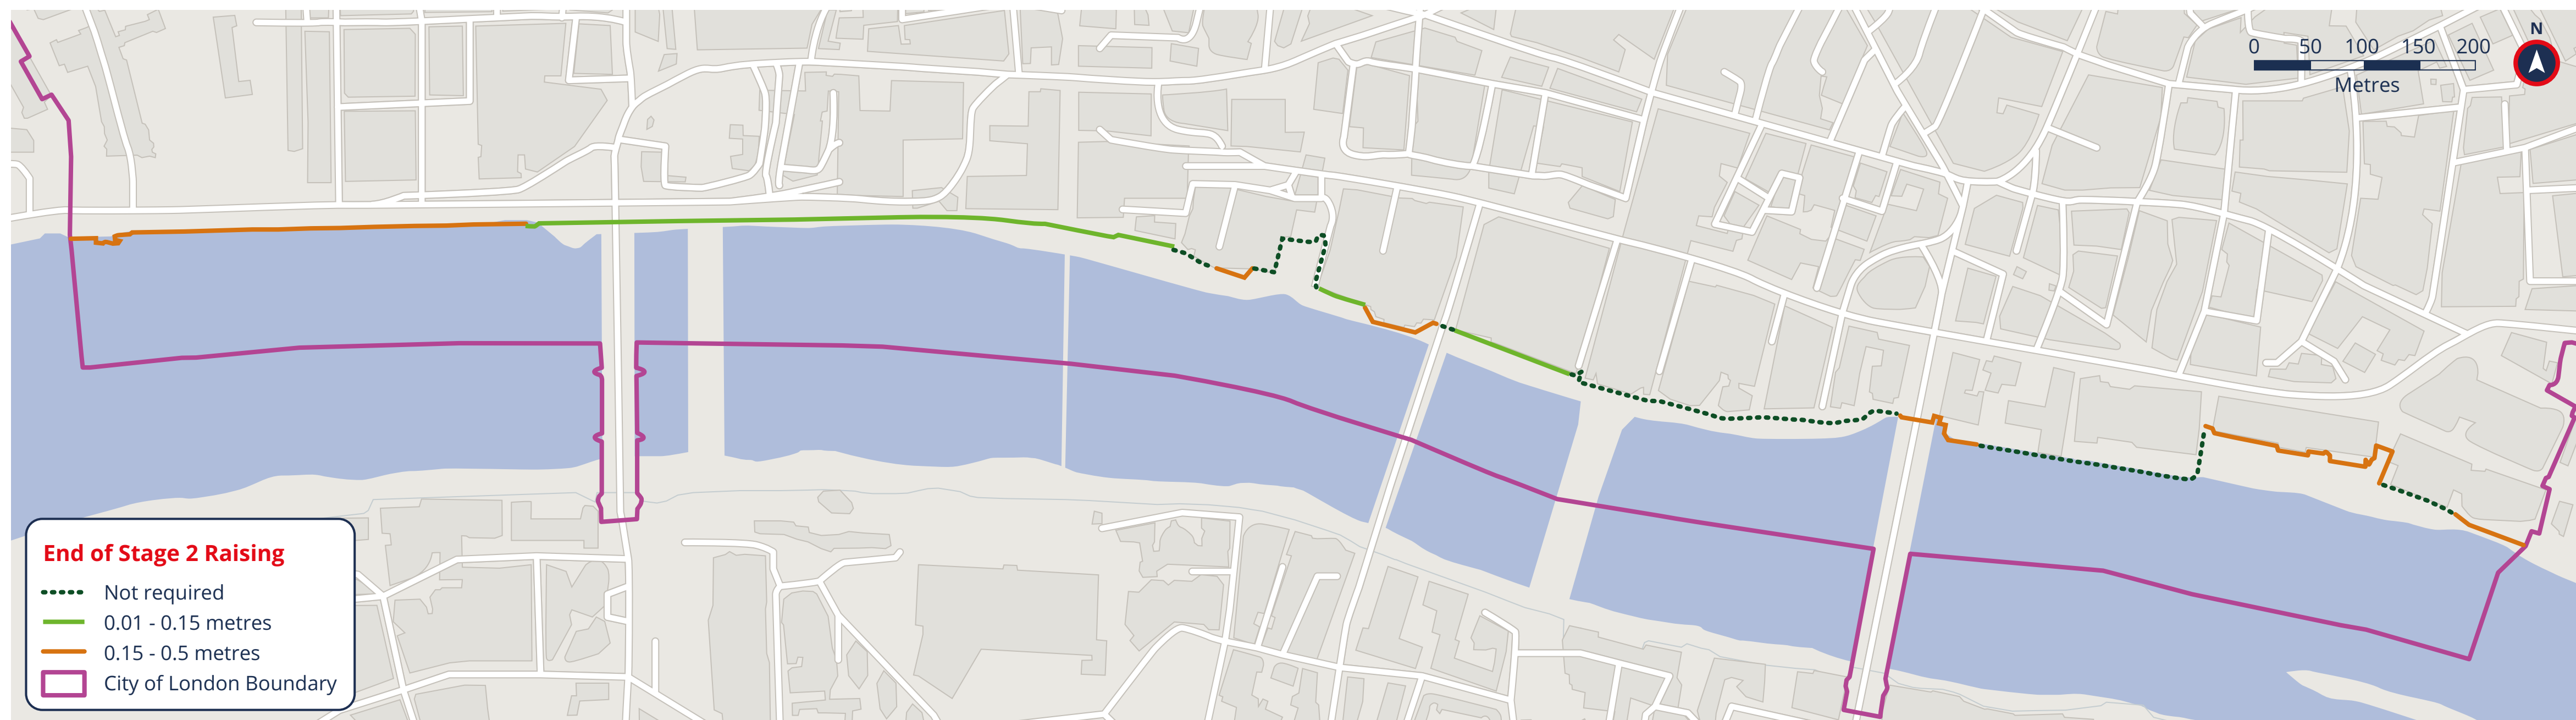 N
0 50 100 150 200
Metres
End of Stage 2 Raising
Not required
0.01 - 0.15 metres
0.15 - 0.5 metres
City of London Boundary